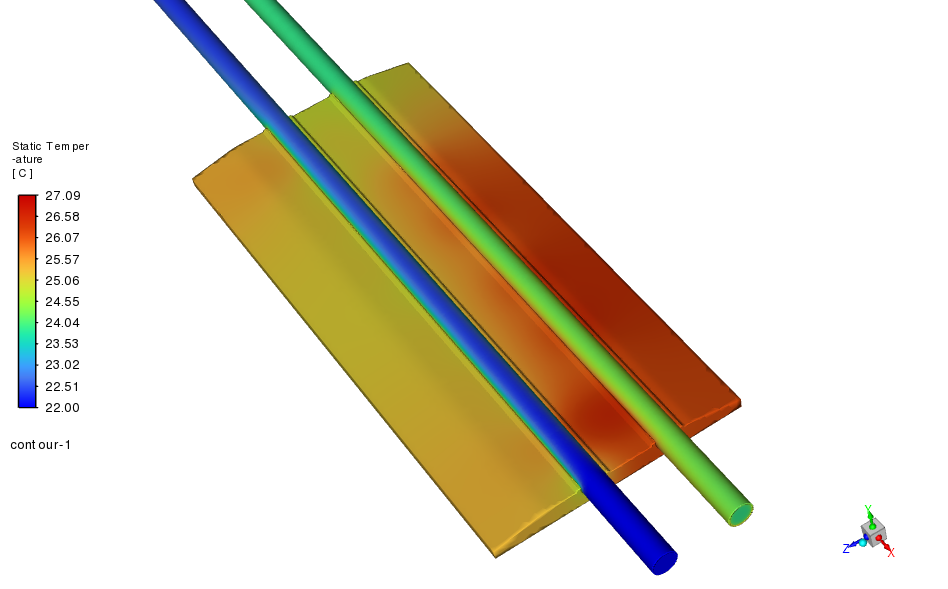 Static Temper
-ature
[ C ]
27.09
26.58
26.07
25.57
25.06
24.55
24.04
23.53
23.02
22.51
22.00
contour-1
Y
Z
X